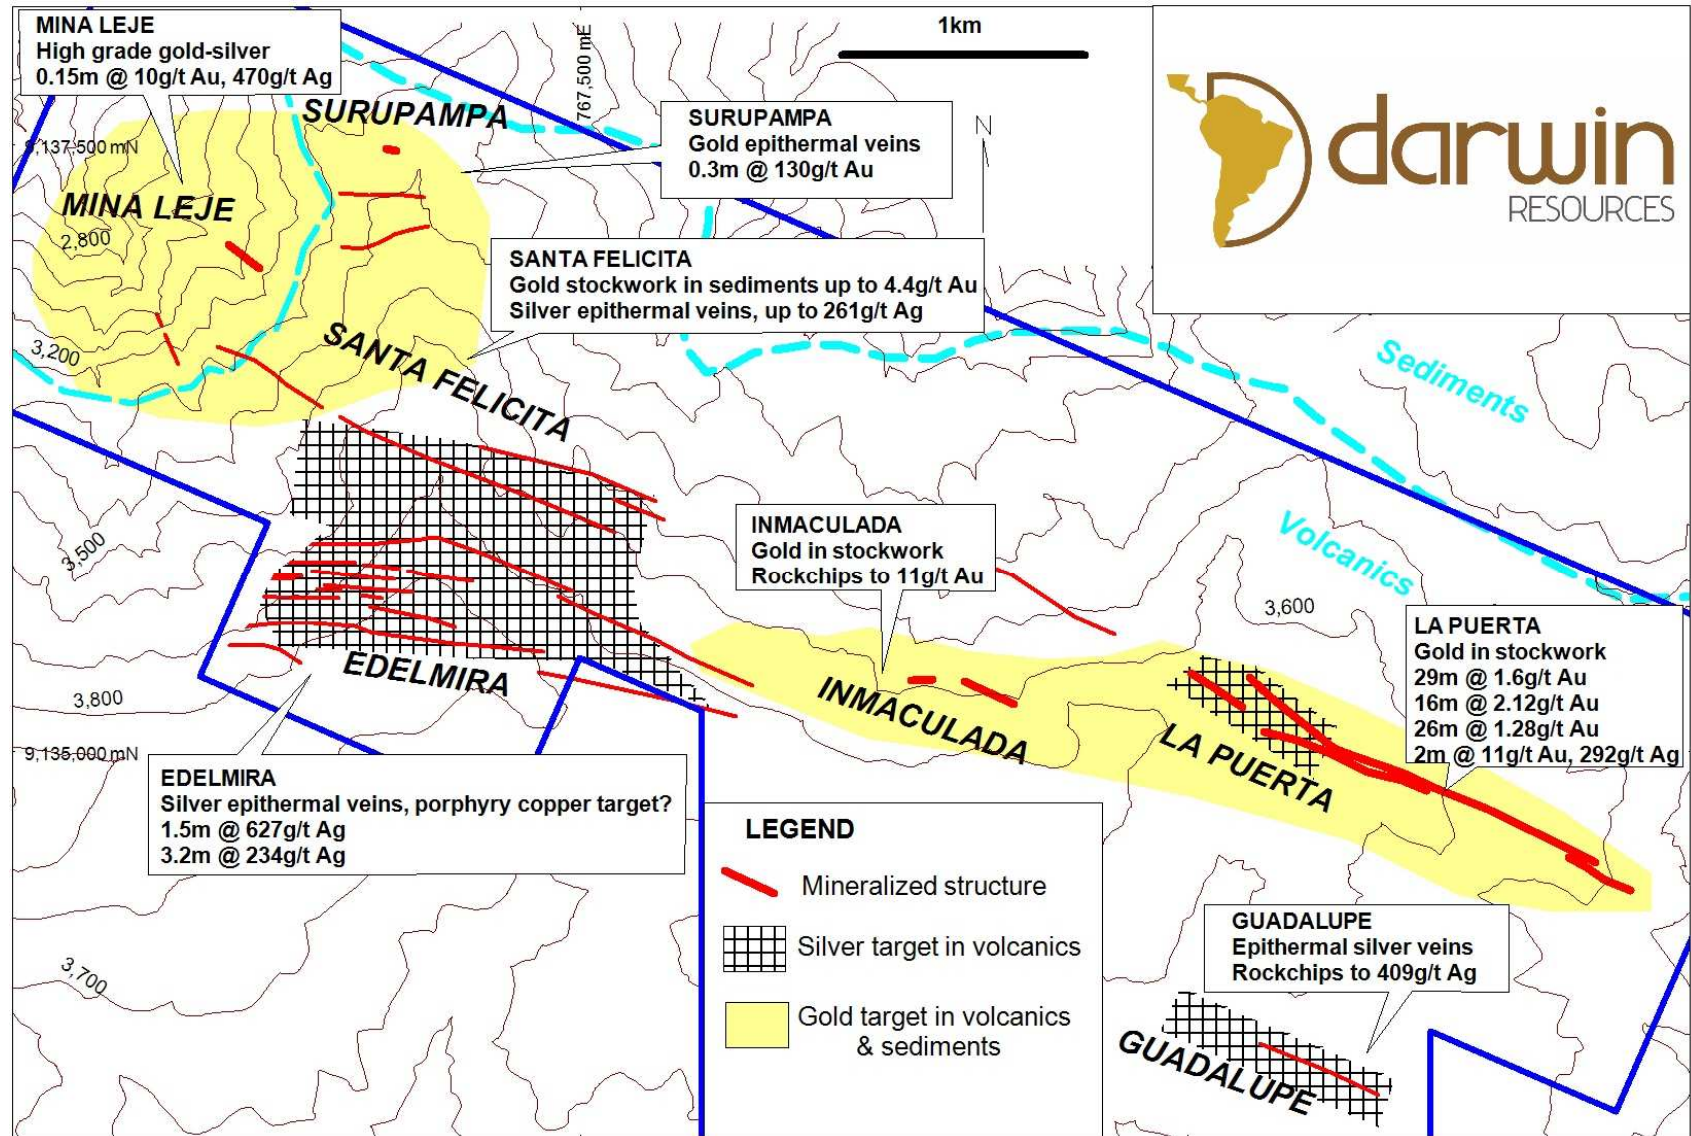 MINA LEJE
High grade gold-silver
0.15m @ 10g/t Au, 470g/t Ag
767,500 mE
1km
darwin
RESOURCES
SURUPAMPA
SURUPAMPA
Gold epithermal veins
0.3m @ 130g/t Au
N
9,137,500 mN
MINA LEJE
2,800
SANTA FELICITA
Gold stockwork in sediments up to 4.4g/t Au
Silver epithermal veins, up to 261g/t Ag
3,200
SANTA FELICITA
Sediments
Volcanics
3,500
INMACULADA
Gold in stockwork
Rockchips to 11g/t Au
3,600
LA PUERTA
Gold in stockwork
29m @ 1.6g/t Au
16m @ 2.12g/t Au
26m @ 1.28g/t Au
2m @ 11g/t Au, 292g/t Ag
EDELMIRA
3,800
INMACULADA
LA PUERTA
9,135,000 mN
EDELMIRA
Silver epithermal veins, porphyry copper target?
1.5m @ 627g/t Ag
3.2m @ 234g/t Ag
LEGEND
Mineralized structure
Silver target in volcanics
Gold target in volcanics
& sediments
3,700
GUADALUPE
Epithermal silver veins
Rockchips to 409g/t Ag
GUADALUPE